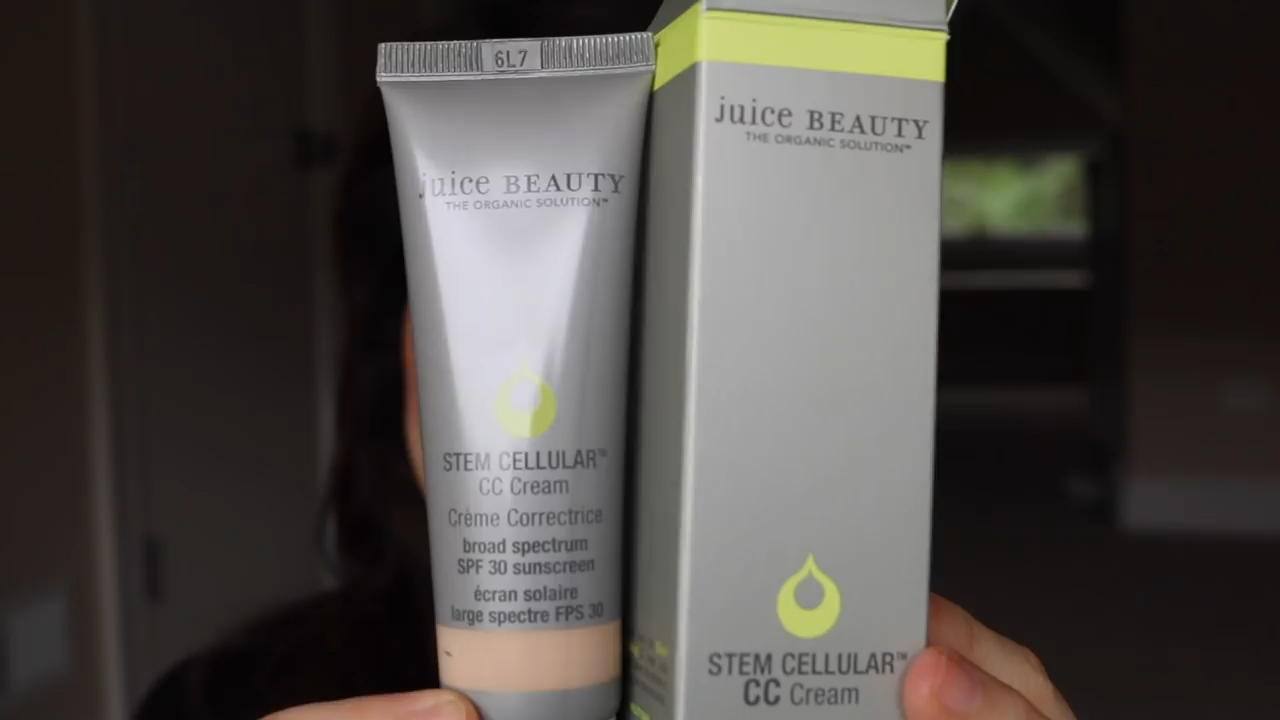 6L7
juice BEAUTY
THE ORGANIC SOLUTION™
STEM CELLULAR™
CC Cream
Crème Correctrice
broad spectrum
SPF 30 sunscreen
écran solaire
large spectre FPS 30
juice BEAUTY
THE ORGANIC SOLUTION™
STEM CELLULAR™
CC Cream